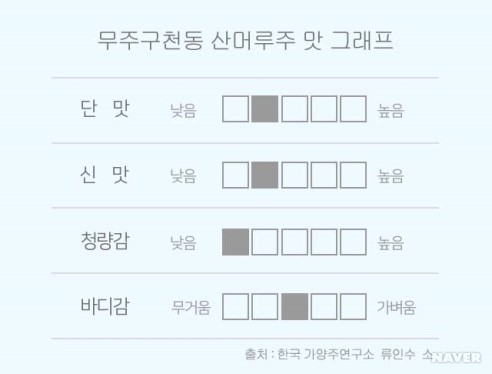 무주구천동 산머루주 맛 그래프
단 맛 낮음 높음
신 맛 낮음 높음
청량감 낮음 높음
바디감 무거움 가벼움
출처 : 한국 가양주연구소 류인수 소
NAVER